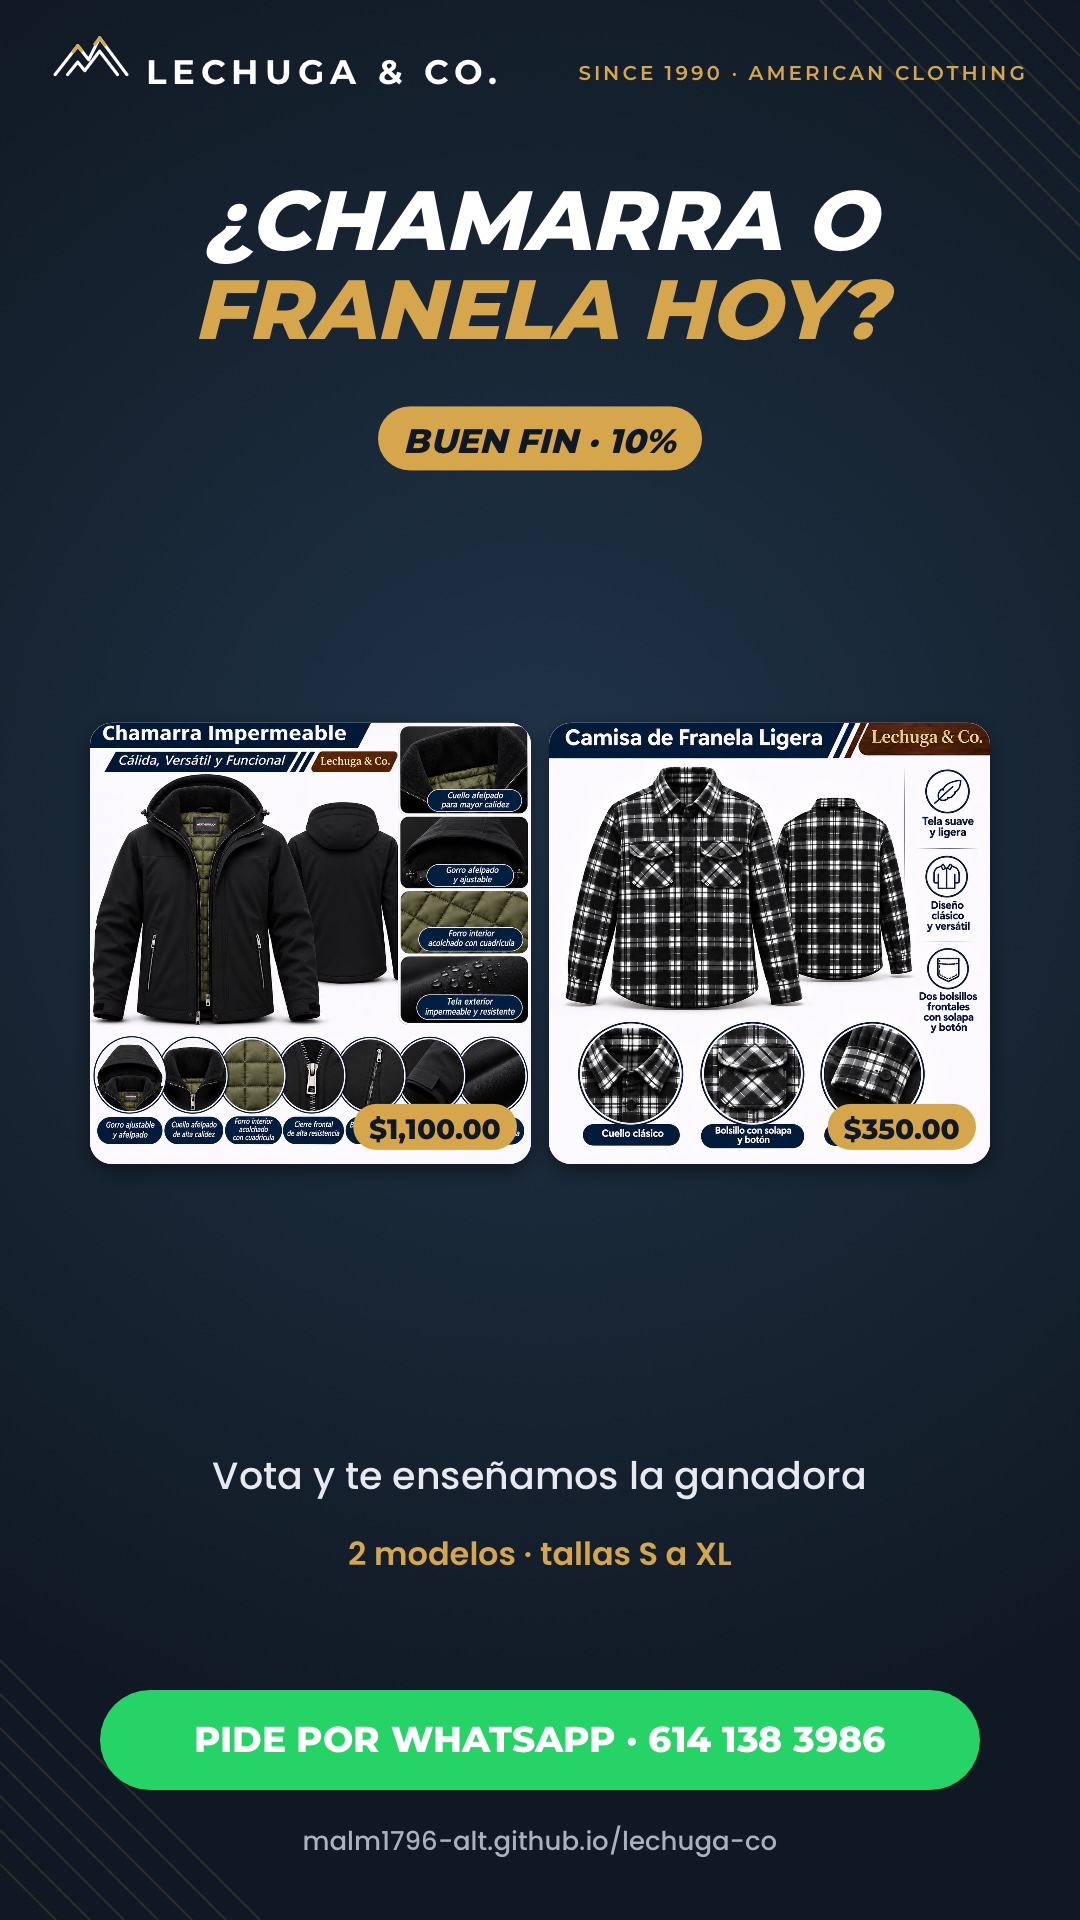 LECHUGA & CO.
SINCE 1990 · AMERICAN CLOTHING
¿CHAMARRA O
FRANELA HOY?
BUEN FIN · 10%
Chamarra Impermeable
Cálida, Versátil y Funcional
Lechuga & Co.
Cuello afelpado
para mayor calidez
Gorro afelpado
y ajustable
Forro interior
acolchado con cuadrícula
Tela exterior
impermeable y resistente
Gorro ajustable
y afelpado
Cuello afelpado
de alta calidez
Forro interior
acolchado
con cuadrícula
Cierre frontal
de alta resistencia
$1,100.00
Camisa de Franela Ligera
Lechuga & Co.
Tela suave
y ligera
Diseño
clásico
y versátil
Dos bolsillos
frontales
con solapa
y botón
Cuello clásico
Bolsillo con solapa
y botón
$350.00
Vota y te enseñamos la ganadora
2 modelos · tallas S a XL
PIDE POR WHATSAPP · 614 138 3986
malm1796-alt.github.io/lechuga-co